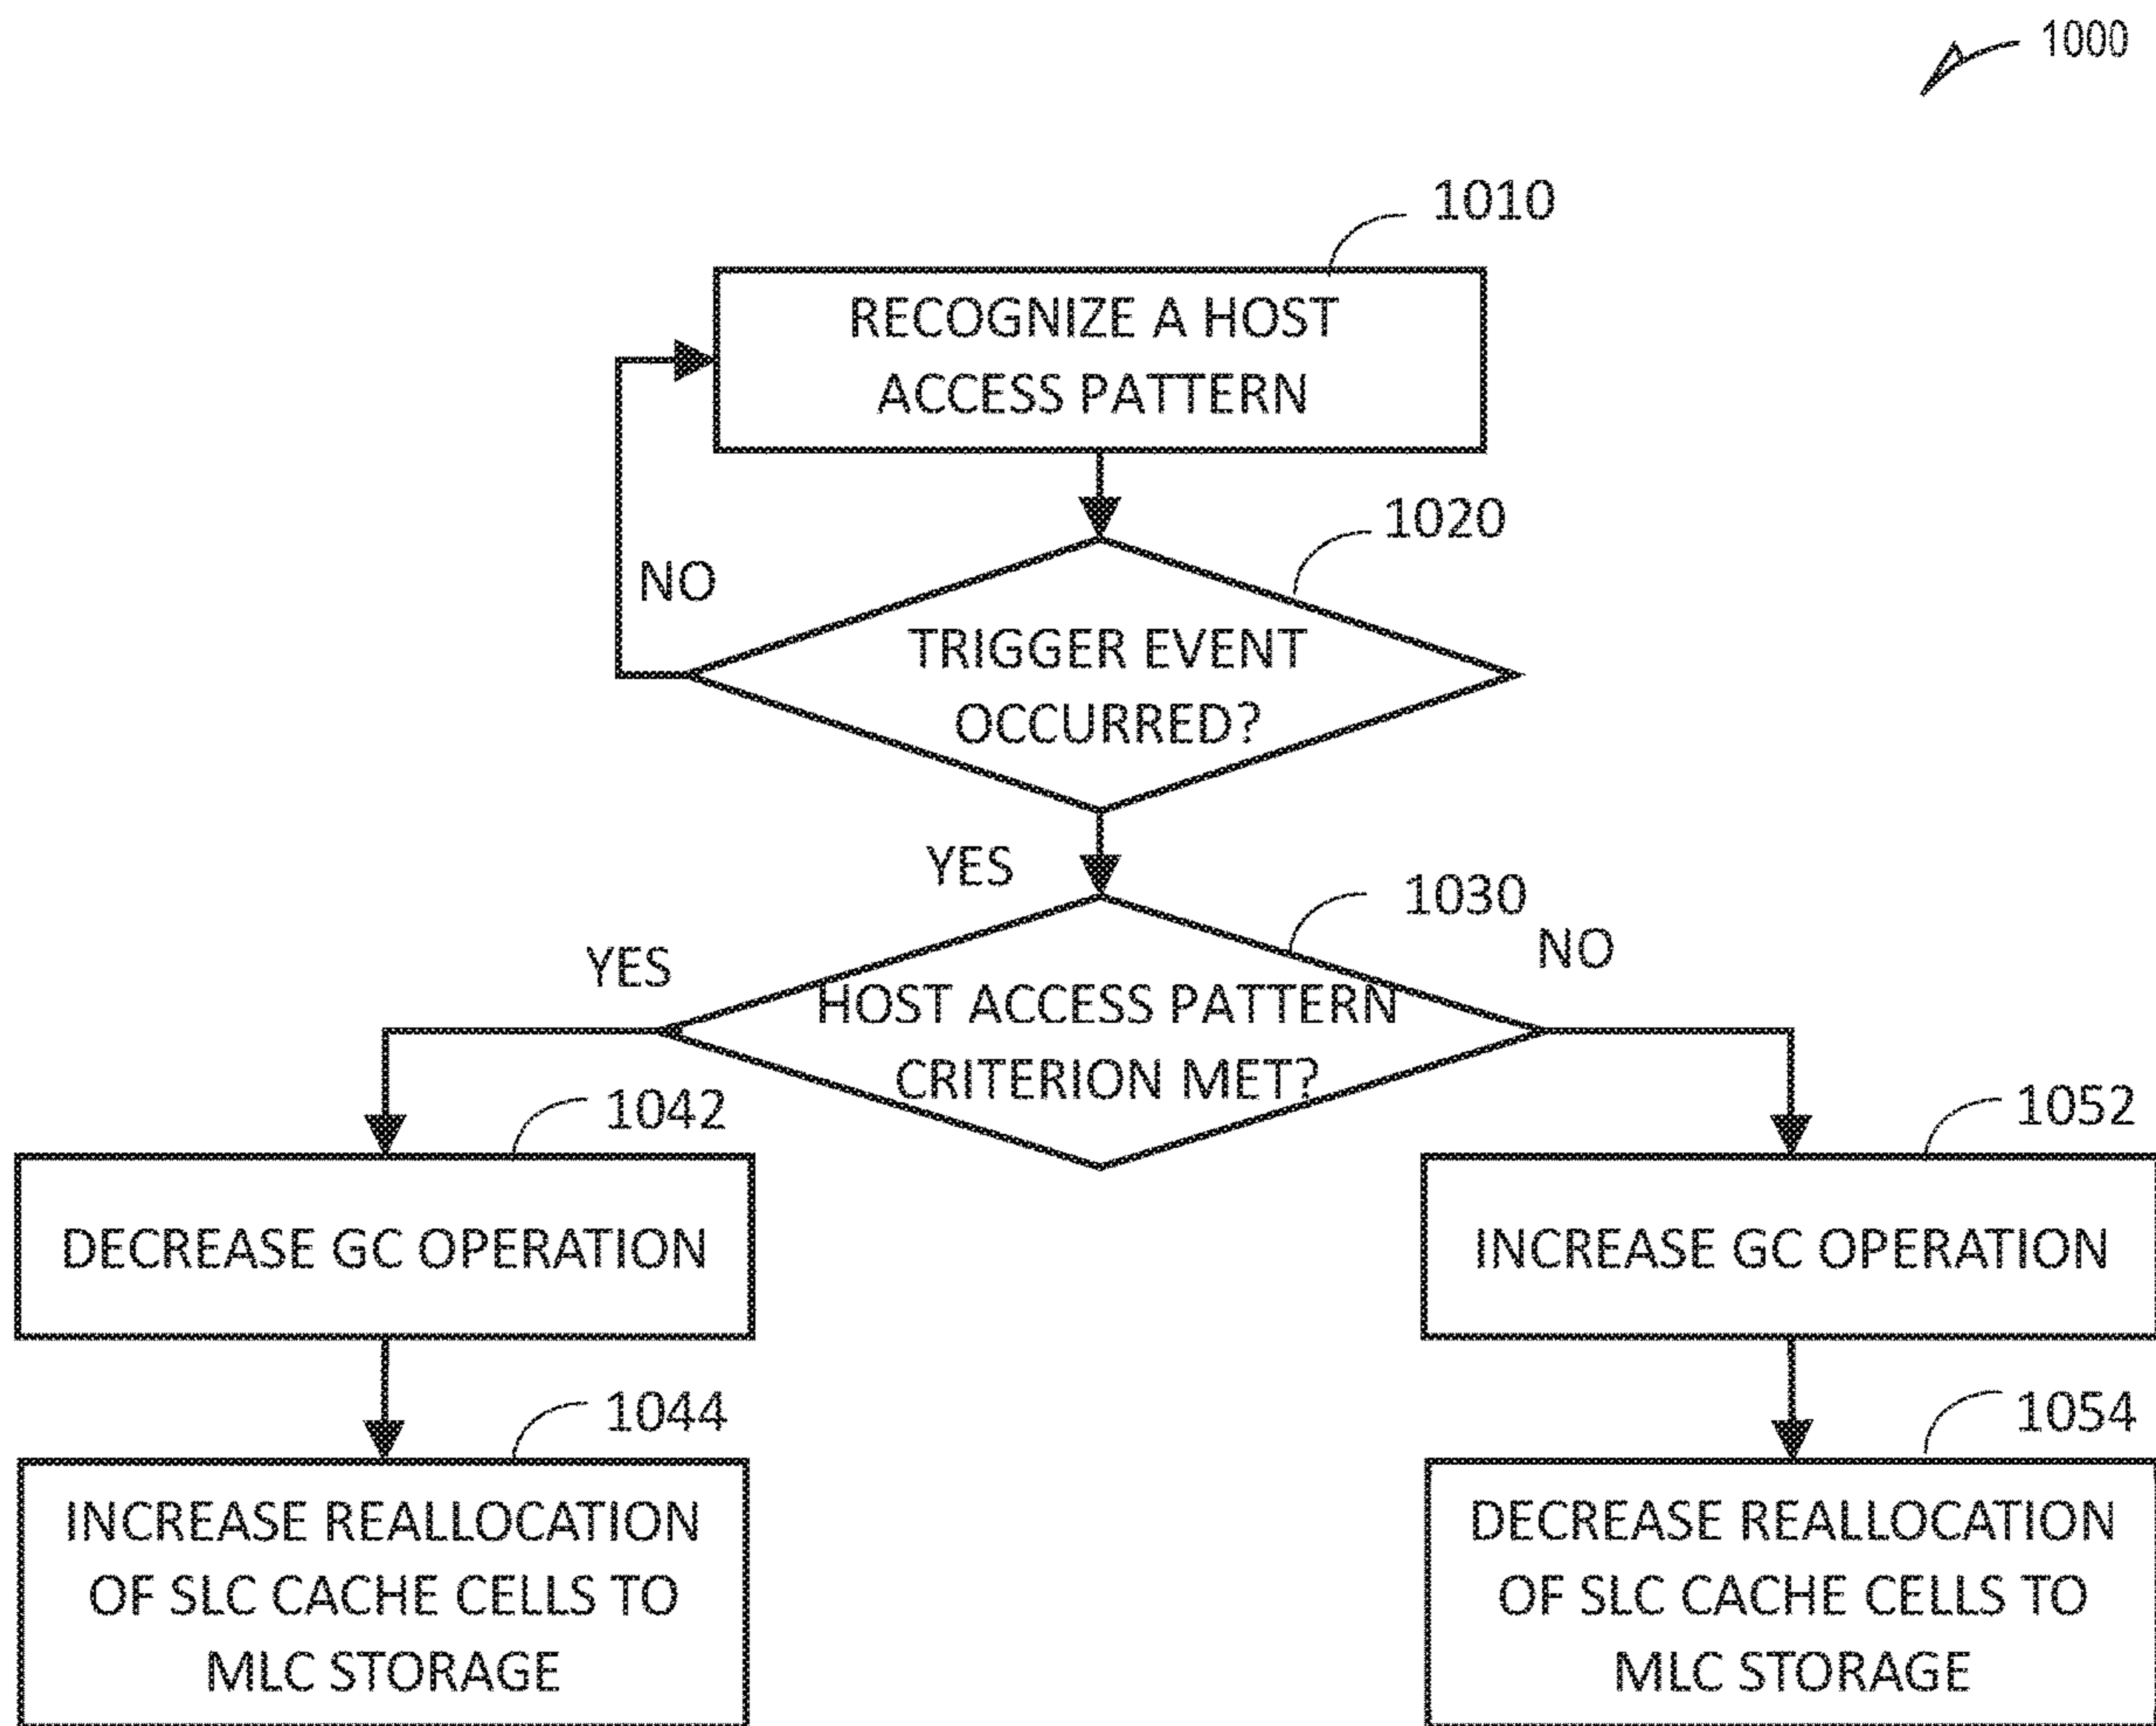 1000
1010
RECOGNIZE A HOST
ACCESS PATTERN
1020
NO
TRIGGER EVENT
OCCURRED?
YES
1030
YES
NO
HOST ACCESS PATTERN
CRITERION MET?
1042
1052
DECREASE GC OPERATION
INCREASE GC OPERATION
1044
1054
INCREASE REALLOCATION
OF SLC CACHE CELLS TO
MLC STORAGE
DECREASE REALLOCATION
OF SLC CACHE CELLS TO
MLC STORAGE